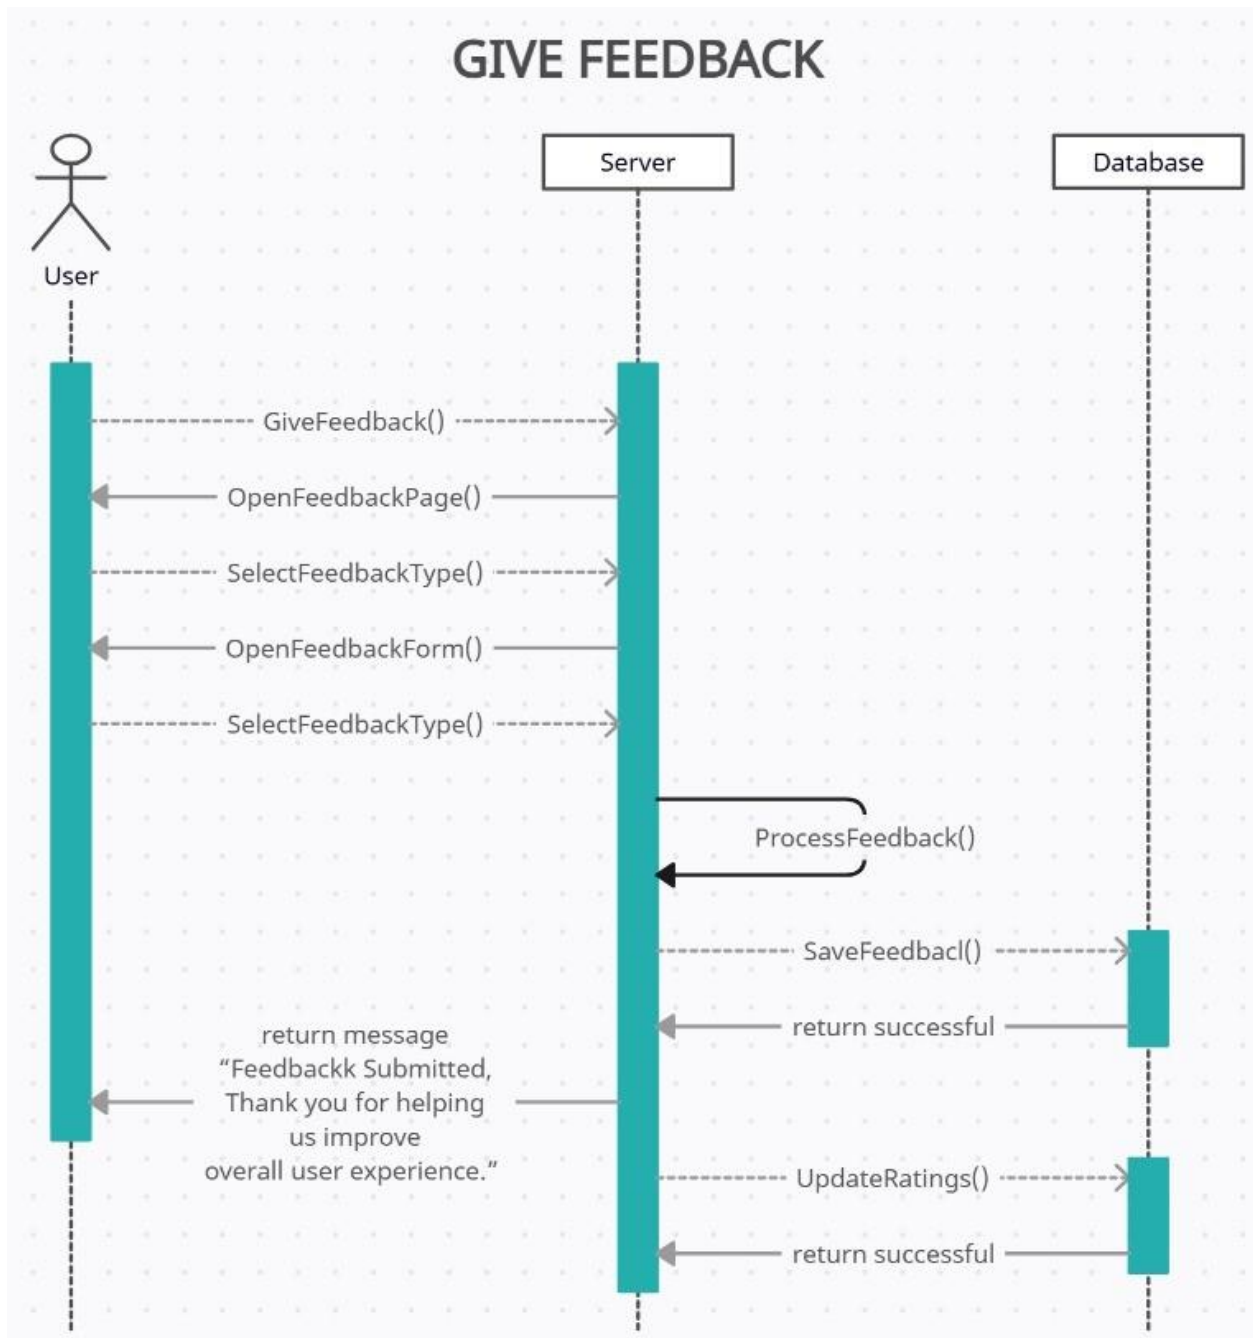 GIVE FEEDBACK
Server
Database
User
GiveFeedback()
OpenFeedbackPage()
SelectFeedbackType()
OpenFeedbackForm()
SelectFeedbackType()
ProcessFeedback()
SaveFeedbacl()
return successful
return message
“Feedbackk Submitted,
Thank you for helping
us improve
overall user experience.”
UpdateRatings()
return successful